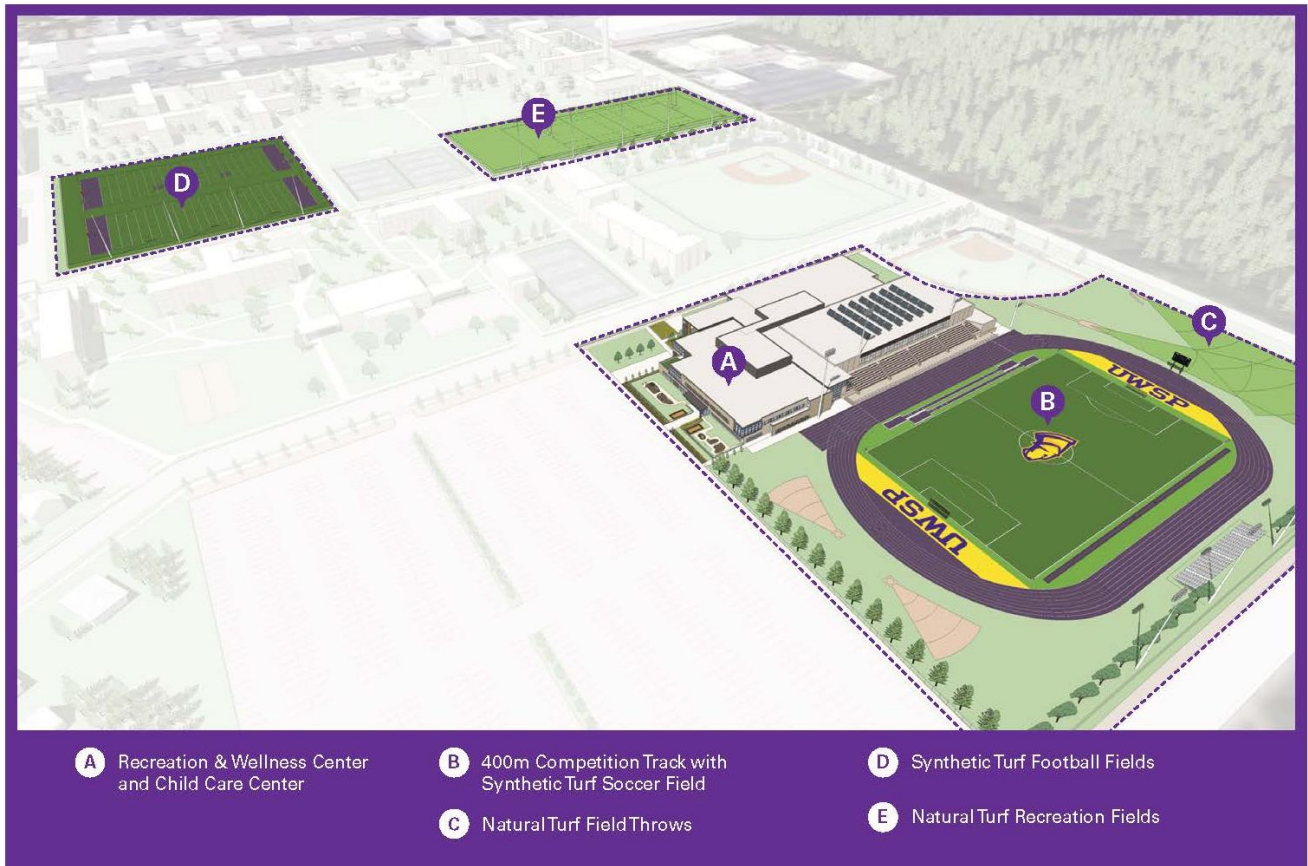 E
D
C
A
UWSP
B
UWSP
A Recreation & Wellness Center
and Child Care Center
B 400m Competition Track with
Synthetic Turf Soccer Field
C Natural Turf Field Throws
D Synthetic Turf Football Fields
E Natural Turf Recreation Fields